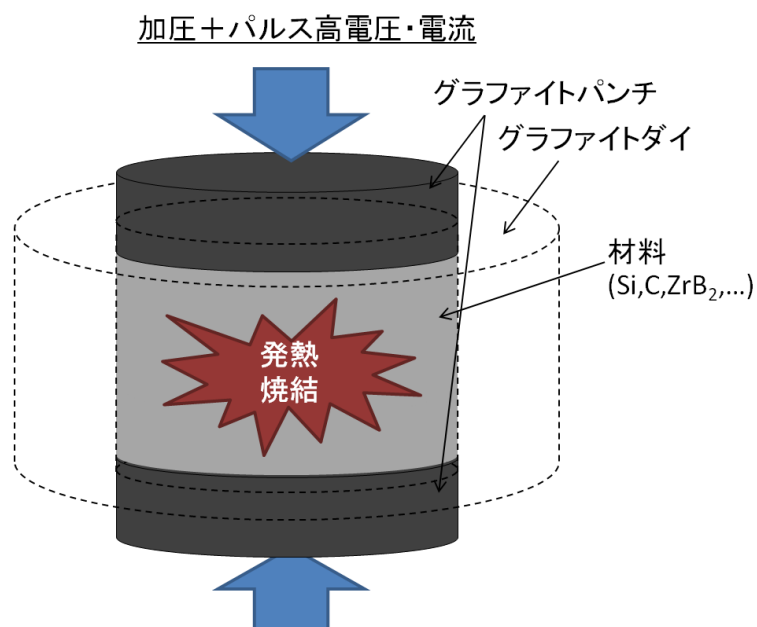 加圧＋パルス高電圧・電流
グラファイトパンチ
グラファイトダイ
材料
(Si,C,ZrB₂,...)
発熱
焼結